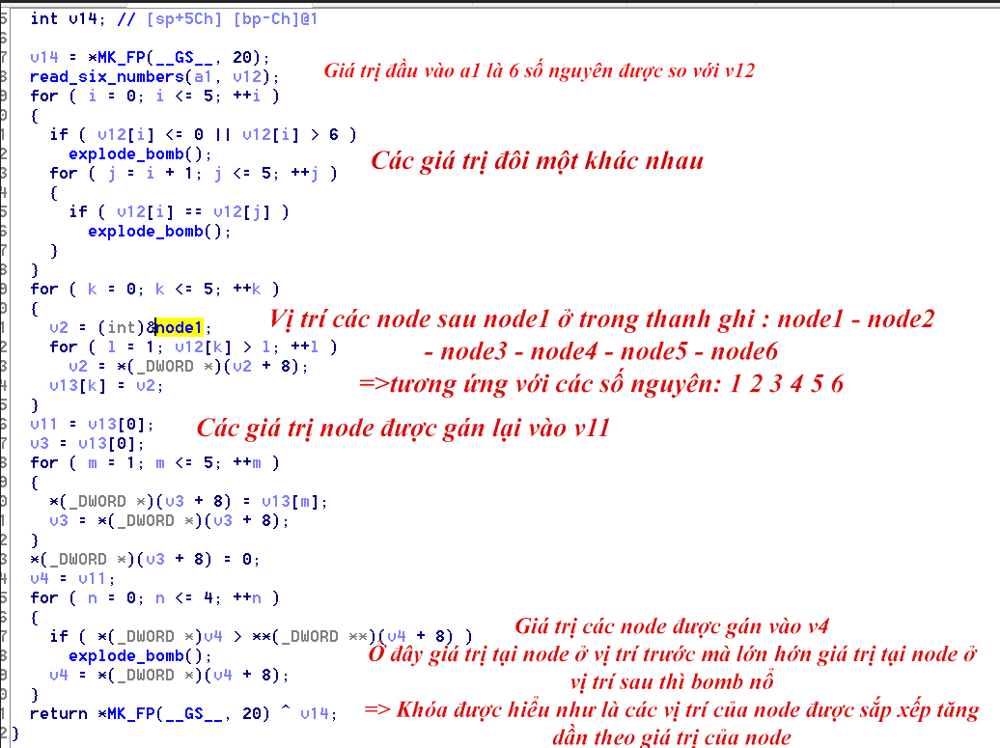 int v14; // [sp+5Ch] [bp-Ch]@1
v14 = *MK_FP(__GS__, 20);
Giá trị đầu vào a1 là 6 số nguyên được so với v12
read_six_numbers(a1, v12);
for ( i = 0; i <= 5; ++i )
{
if ( v12[i] <= 0 || v12[i] > 6 )
explode_bomb();
Các giá trị đôi một khác nhau
for ( j = i + 1; j <= 5; ++j )
{
if ( v12[i] == v12[j] )
explode_bomb();
}
}
for ( k = 0; k <= 5; ++k )
{
Vị trí các node sau node1 ở trong thanh ghi : node1 - node2
v2 = (int)&node1;
for ( l = 1; v12[k] > l; ++l )
- node3 - node4 - node5 - node6
v2 = *(_DWORD *)(v2 + 8);
v13[k] = v2;
=>tương ứng với các số nguyên: 1 2 3 4 5 6
}
v11 = v13[0];
Các giá trị node được gán lại vào v11
v3 = v13[0];
for ( m = 1; m <= 5; ++m )
{
*(_DWORD *)(v3 + 8) = v13[m];
v3 = *(_DWORD *)(v3 + 8);
}
*(_DWORD *)(v3 + 8) = 0;
v4 = v11;
for ( n = 0; n <= 4; ++n )
{
Giá trị các node được gán vào v4
if ( *(_DWORD *)v4 > **(_DWORD **)(v4 + 8) )
explode_bomb();
Ở đây giá trị tại node ở vị trí trước mà lớn hớn giá trị tại node ở
v4 = *(_DWORD *)(v4 + 8);
vị trí sau thì bomb nổ
}
return *MK_FP(__GS__, 20) ^ v14;
=> Khóa được hiểu như là các vị trí của node được sắp xếp tăng
}
dần theo giá trị của node